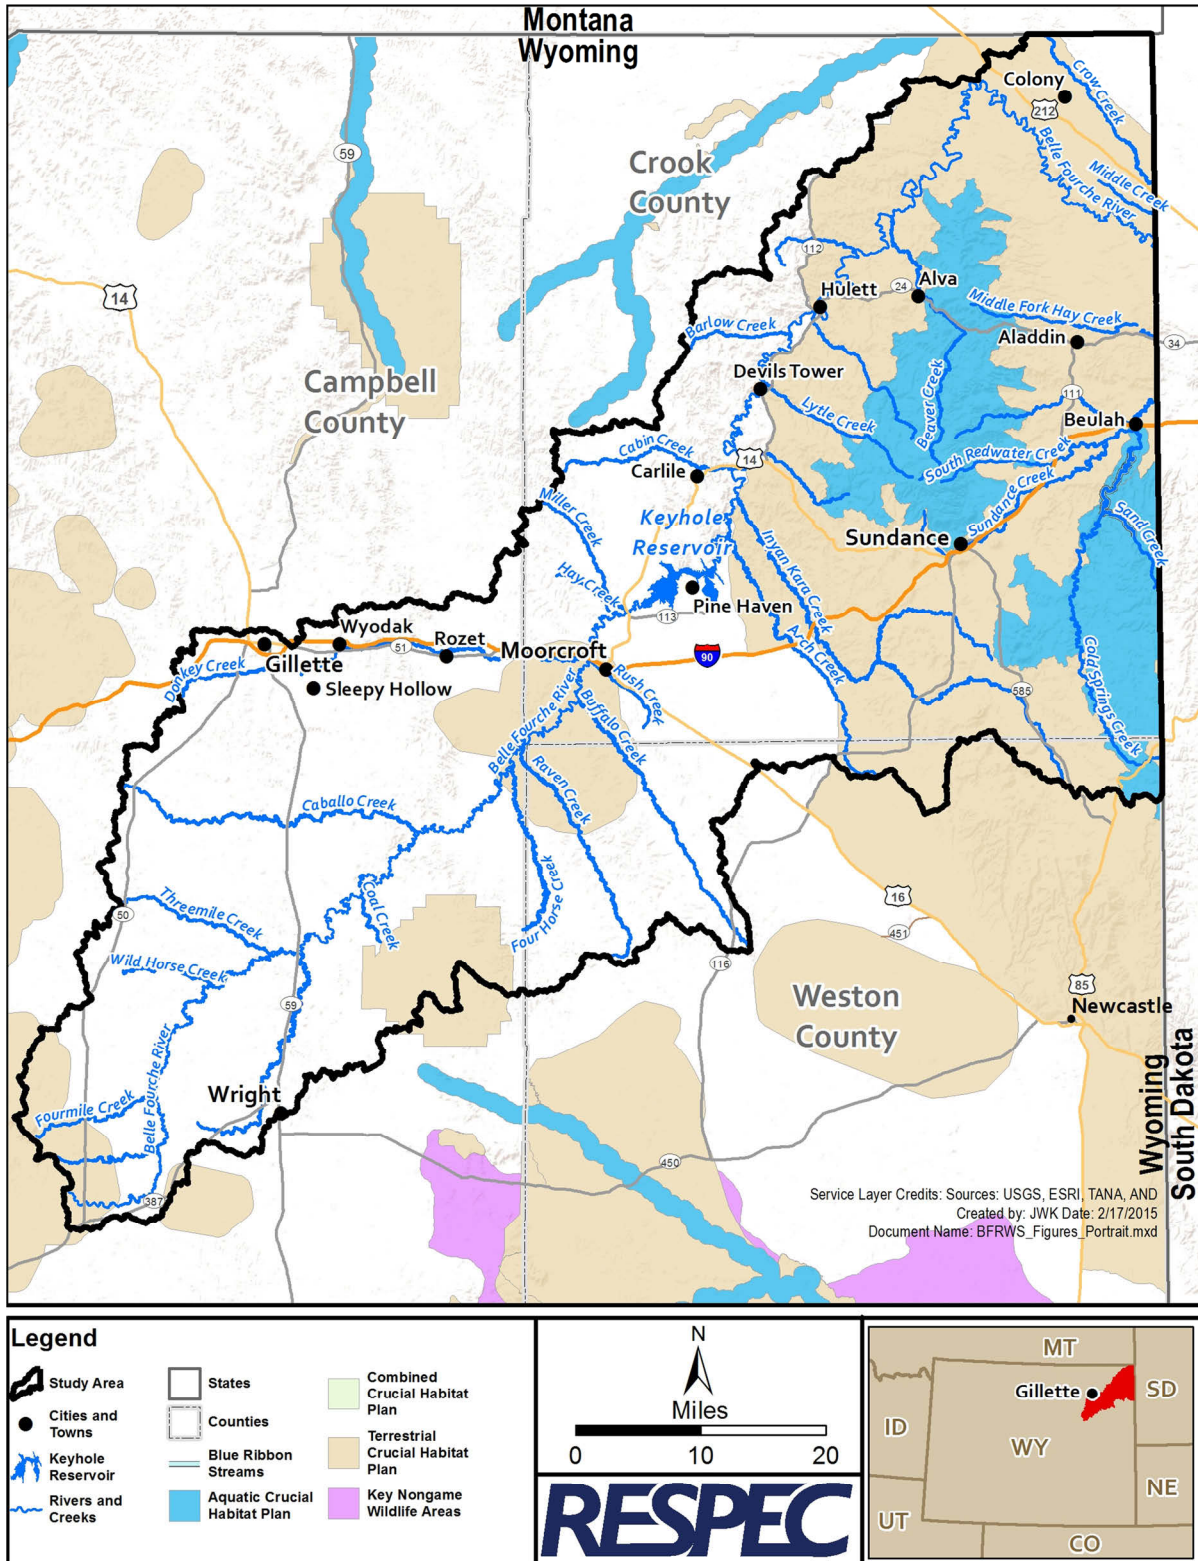 Montana
Wyoming
Colony
Crow Creek
212
59
Belle Fourche River
Middle Creek
Crook
County
112
14
Hulett
24
Alva
Middle Fork Hay Creek
Barlow Creek
Aladdin
34
Devils Tower
Campbell
County
Lytle Creek
Beaver Creek
111
Beulah
Cabin Creek
14
Carlile
South Redwater Creek
Miller Creek
Sundance Creek
Keyhole
Reservoir
Sand Creek
Inyan Kara Creek
Sundance
Hay Creek
Pine Haven
113
Wyodak
Rozet
51
Moorcroft
Gillette
90
Arch Creek
Donkey Creek
Sleepy Hollow
Rush Creek
585
Cold Springs Creek
Belle Fourche River
Buffalo Creek
Raven Creek
Caballo Creek
Four Horse Creek
Coal Creek
16
50
Threemile Creek
451
Wild Horse Creek
116
85
59
Weston
County
Newcastle
Wright
Fourmile Creek
Belle Fourche River
Wyoming
South Dakota
450
387
Service Layer Credits: Sources: USGS, ESRI, TANA, AND
Created by: JWK Date: 2/17/2015
Document Name: BFRWS_Figures_Portrait.mxd
Legend
Study Area
Cities and
Towns
Keyhole
Reservoir
Rivers and
Creeks
States
Counties
Blue Ribbon
Streams
Aquatic Crucial
Habitat Plan
Combined
Crucial Habitat
Plan
Terrestrial
Crucial Habitat
Plan
Key Nongame
Wildlife Areas
N
Miles
0 10 20
RESPEC
MT
Gillette
SD
ID
WY
NE
UT
CO